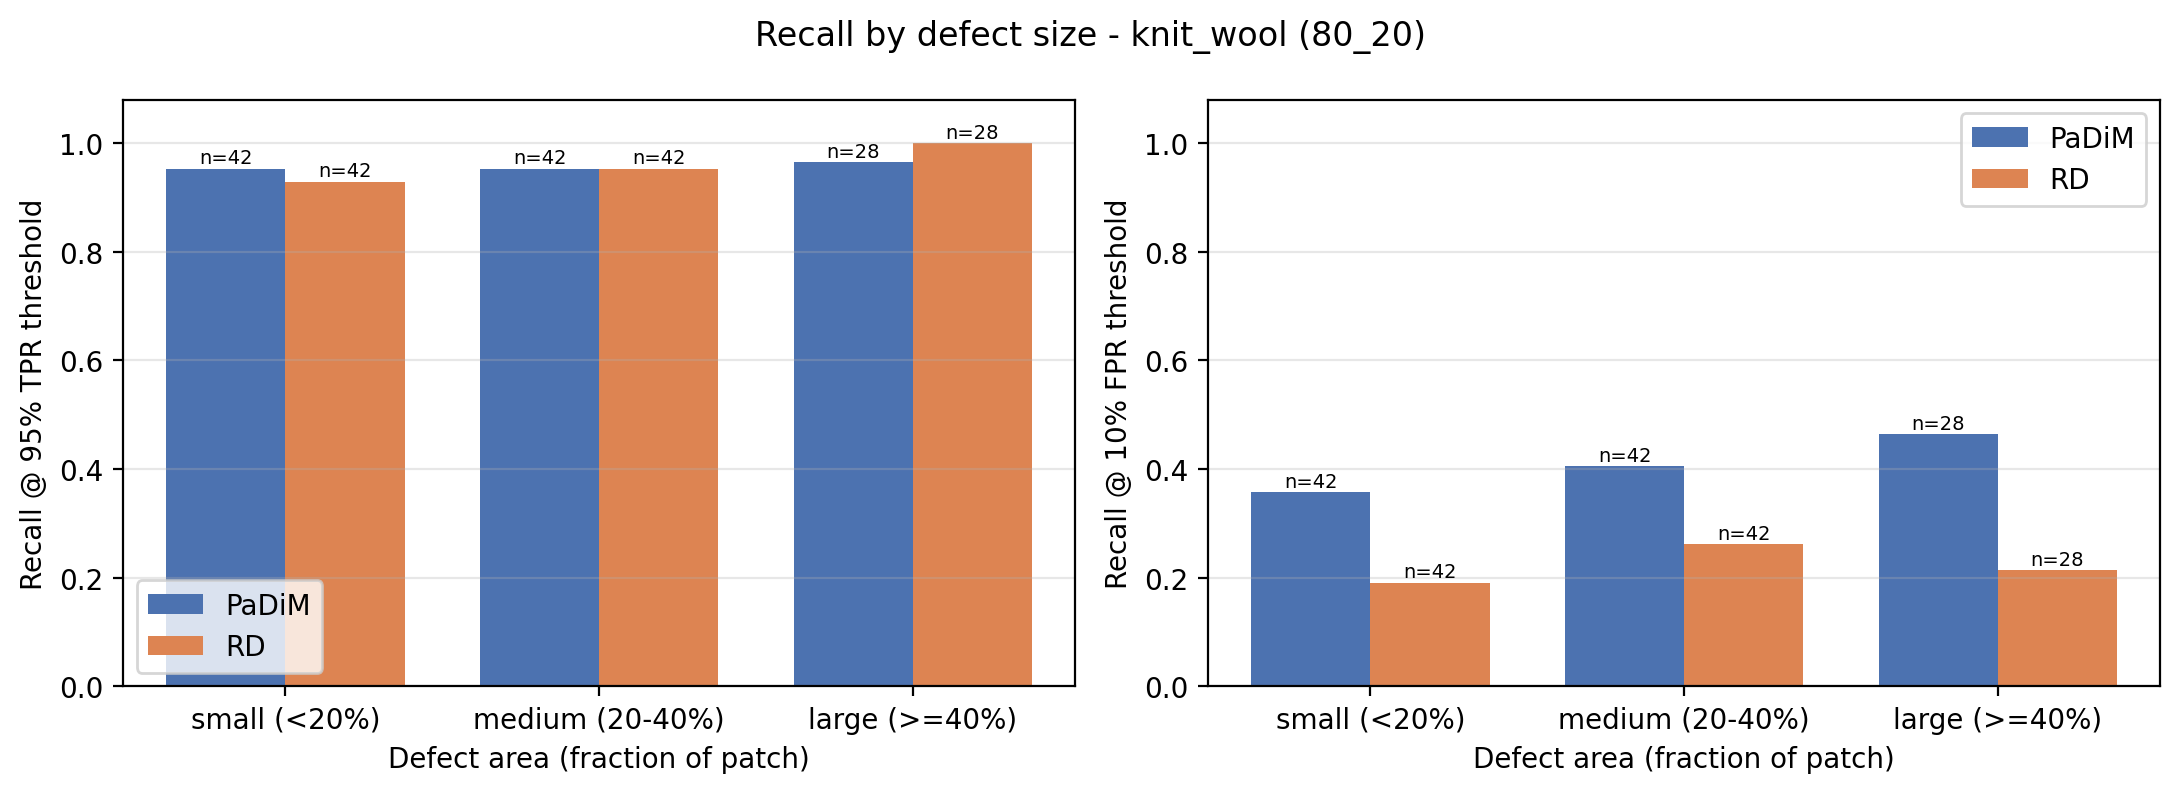 Recall by defect size - knit_wool (80_20)
Recall @ 95% TPR threshold
1.0
0.8
0.6
0.4
0.2
0.0
n=42
n=42
n=42
n=42
n=28
n=28
PaDiM
RD
small (<20%)
medium (20-40%)
large (>=40%)
Defect area (fraction of patch)
Recall @ 10% FPR threshold
1.0
0.8
0.6
0.4
0.2
0.0
n=42
n=42
n=42
n=42
n=28
n=28
PaDiM
RD
small (<20%)
medium (20-40%)
large (>=40%)
Defect area (fraction of patch)